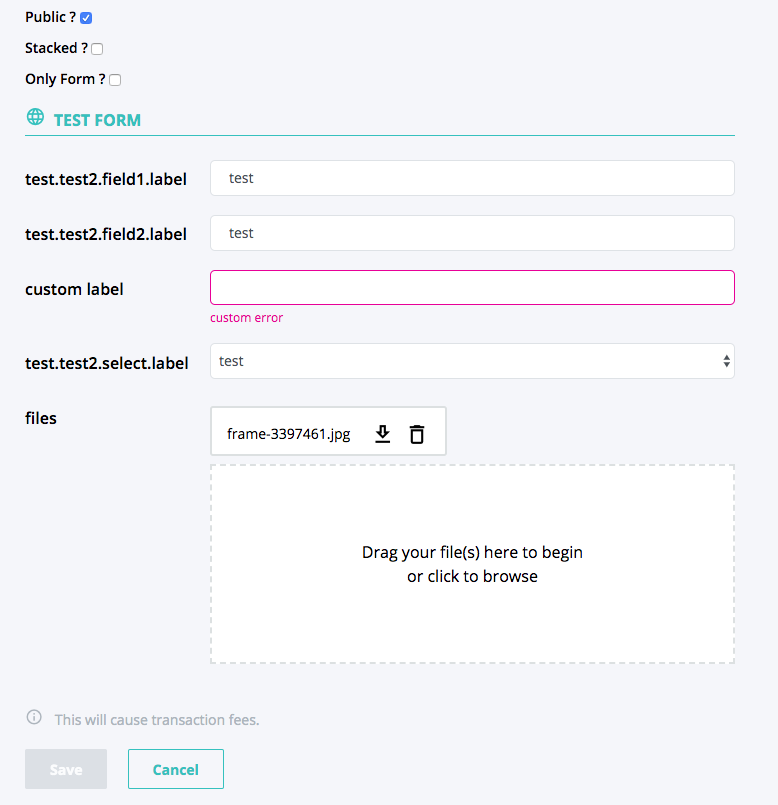 Public ?
Stacked ?
Only Form ?
TEST FORM
test.test2.field1.label
test
test.test2.field2.label
test
custom label
custom error
test.test2.select.label
test
files
frame-3397461.jpg
Drag your file(s) here to begin
or click to browse
This will cause transaction fees.
Save
Cancel